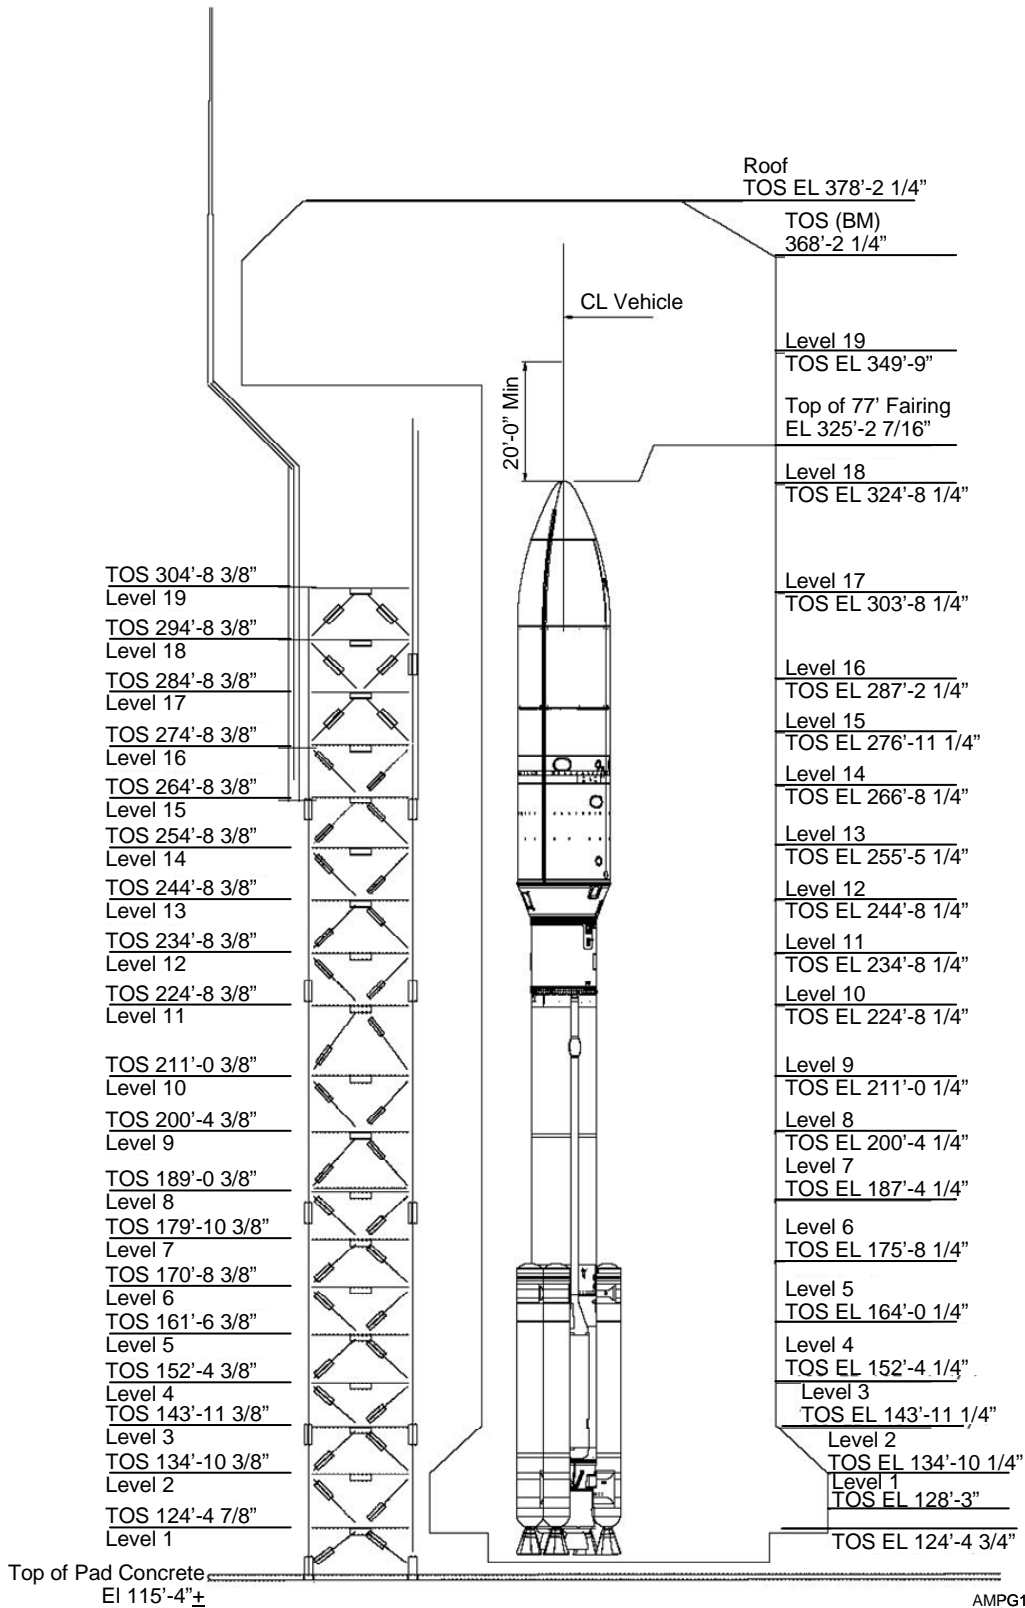 Roof
TOS EL 378'-2 1/4”
TOS (BM)
368'-2 1/4”
CL Vehicle
Level 19
TOS EL 349'-9”
20'-0” Min
Top of 77' Fairing
EL 325'-2 7/16”
Level 18
TOS EL 324'-8 1/4”
Level 17
TOS EL 303'-8 1/4”
Level 16
TOS EL 287'-2 1/4”
Level 15
TOS EL 276'-11 1/4”
Level 14
TOS EL 266'-8 1/4”
Level 13
TOS EL 255'-5 1/4”
Level 12
TOS EL 244'-8 1/4”
Level 11
TOS EL 234'-8 1/4”
Level 10
TOS EL 224'-8 1/4”
Level 9
TOS EL 211'-0 1/4”
Level 8
TOS EL 200'-4 1/4”
Level 7
TOS EL 187'-4 1/4”
Level 6
TOS EL 175'-8 1/4”
Level 5
TOS EL 164'-0 1/4”
Level 4
TOS EL 152'-4 1/4”
Level 3
TOS EL 143'-11 1/4”
Level 2
TOS EL 134'-10 1/4”
Level 1
TOS EL 128'-3”
TOS EL 124'-4 3/4”
TOS 304'-8 3/8”
Level 19
TOS 294'-8 3/8”
Level 18
TOS 284'-8 3/8”
Level 17
TOS 274'-8 3/8”
Level 16
TOS 264'-8 3/8”
Level 15
TOS 254'-8 3/8”
Level 14
TOS 244'-8 3/8”
Level 13
TOS 234'-8 3/8”
Level 12
TOS 224'-8 3/8”
Level 11
TOS 211'-0 3/8”
Level 10
TOS 200'-4 3/8”
Level 9
TOS 189'-0 3/8”
Level 8
TOS 179'-10 3/8”
Level 7
TOS 170'-8 3/8”
Level 6
TOS 161'-6 3/8”
Level 5
TOS 152'-4 3/8”
Level 4
TOS 143'-11 3/8”
Level 3
TOS 134'-10 3/8”
Level 2
TOS 124'-4 7/8”
Level 1
Top of Pad Concrete
El 115'-4”±
AMPG1